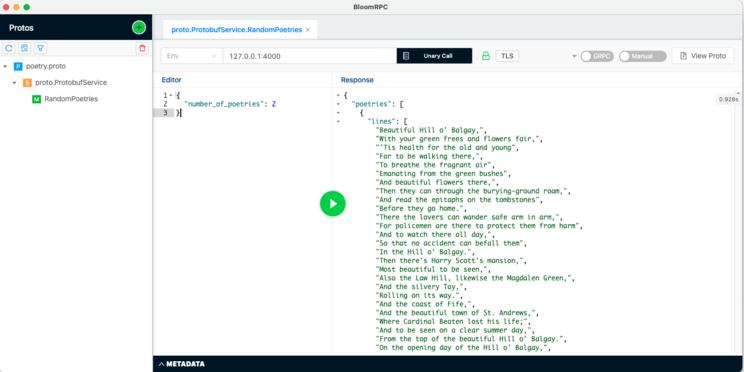 BloomRPC
Protos
proto.ProtobufService.RandomPoetries
Env
127.0.0.1:4000
Unary Call
TLS
GRPC
Manual
View Proto
P poetry.proto
S proto.ProtobufService
M RandomPoetries
Editor
Response
0.928s
1 {
2 "number_of_poetries": 2
3 }
{
"poetries": [
{
"lines": [
"Beautiful Hill o' Balgay,",
"With your green frees and flowers fair,",
"'Tis health for the old and young",
"For to be walking there,",
"To breathe the fragrant air",
"Emanating from the green bushes",
"And beautiful flowers there,",
"Then they can through the burying-ground roam,",
"And read the epitaphs on the tombstones",
"Before they go home.",
"There the lovers can wander safe arm in arm,",
"For policemen are there to protect them from harm",
"And to watch there all day,",
"So that no accident can befall them",
"In the Hill o' Balgay.",
"Then there's Harry Scott's mansion,",
"Most beautiful to be seen,",
"Also the Law Hill, likewise the Magdalen Green,",
"And the silvery Tay,",
"Rolling on its way.",
"And the coast of Fife,",
"And the beautiful town of St. Andrews,",
"Where Cardinal Beaten lost his life;",
"And to be seen on a clear summer day,",
"From the top of the beautiful Hill o' Balgay.",
"On the opening day of the Hill o' Balgay,",
METADATA